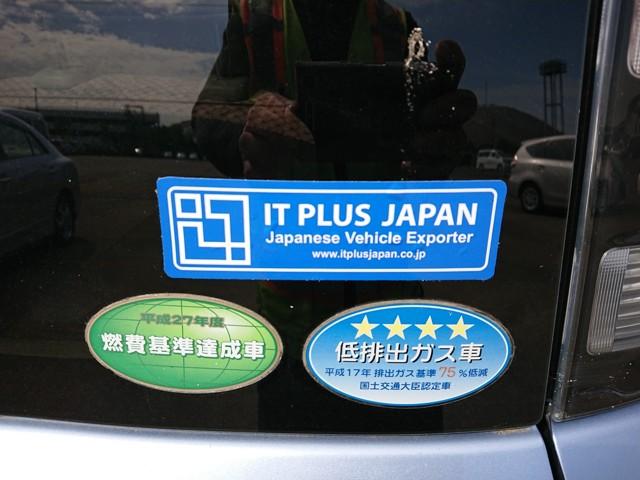 IT PLUS JAPAN
Japanese Vehicle Exporter
www.itplusjapan.co.jp
平成27年度
燃費基準達成車
★★★★
低排出ガス車
平成17年 排出ガス基準 75 %低減
国土交通大臣認定車